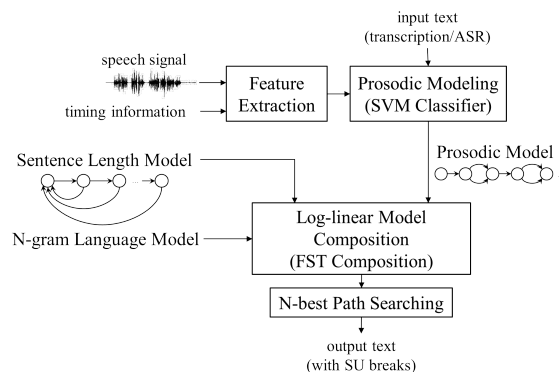 input text
(transcription/ASR)
speech signal
timing information
Feature
Extraction
Prosodic Modeling
(SVM Classifier)
Prosodic Model
Sentence Length Model
...
N-gram Language Model
Log-linear Model
Composition
(FST Composition)
N-best Path Searching
output text
(with SU breaks)